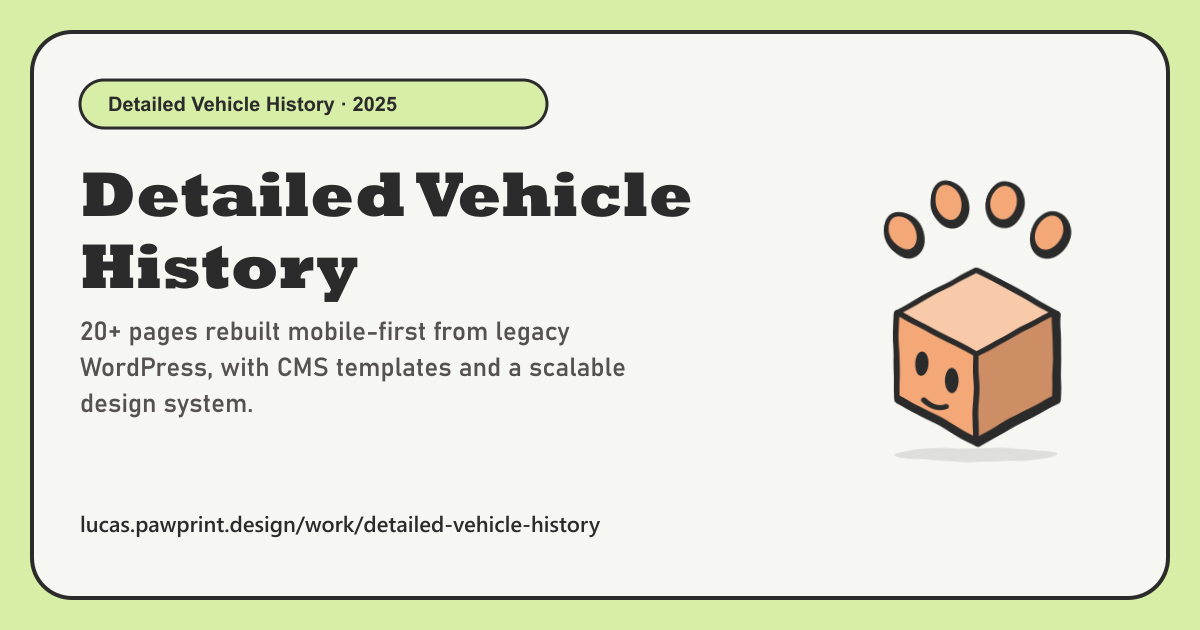 Detailed Vehicle History · 2025
Detailed Vehicle
History
20+ pages rebuilt mobile-first from legacy
WordPress, with CMS templates and a scalable
design system.
lucas.pawprint.design/work/detailed-vehicle-history